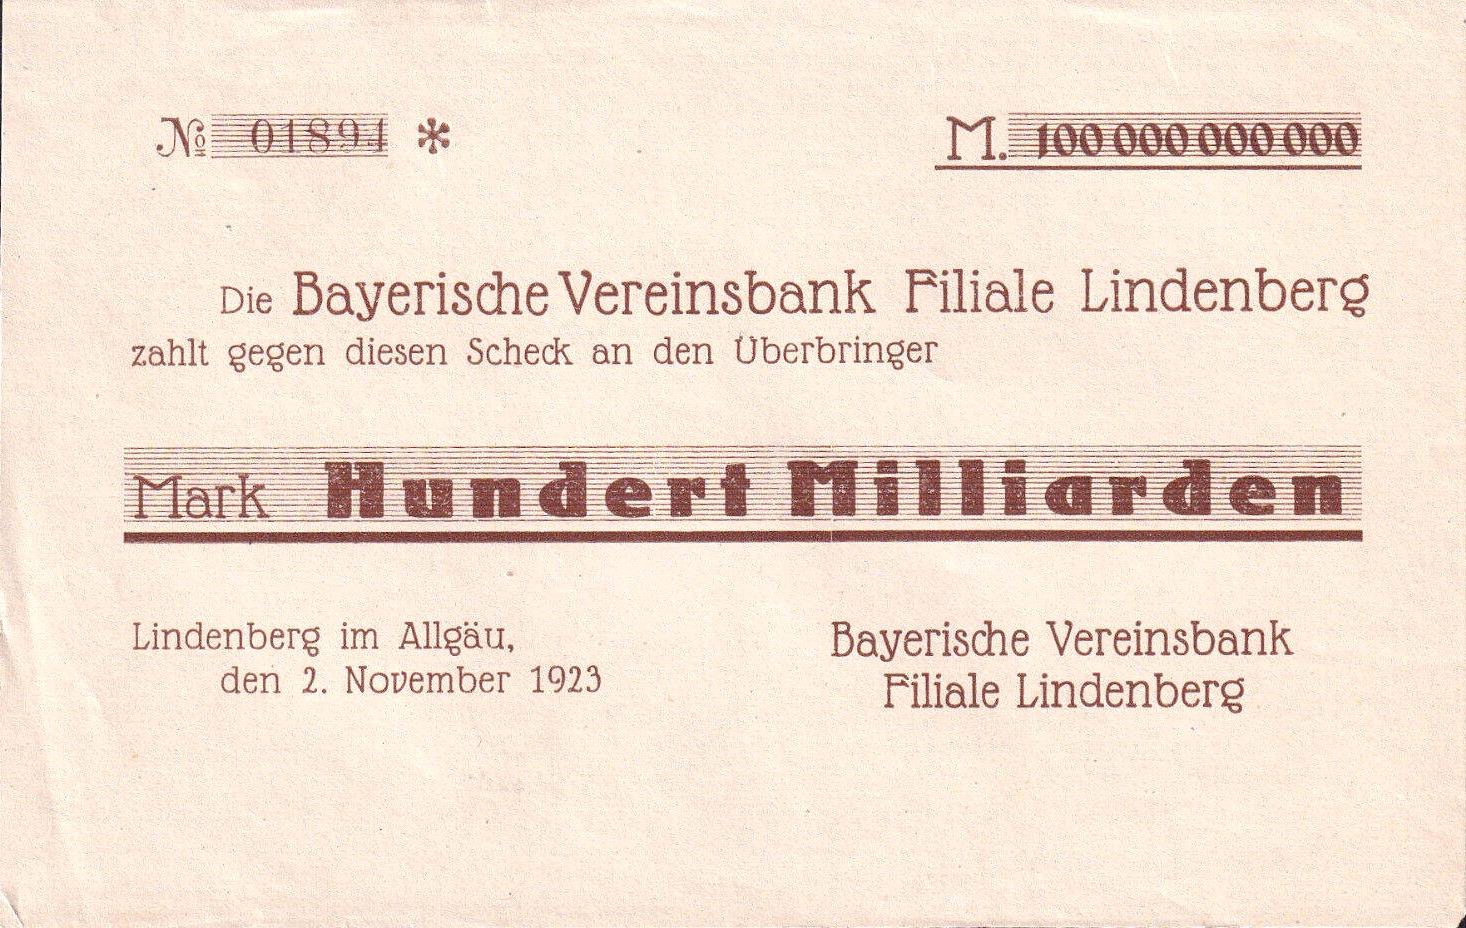 № 01894 *
M. 100 000 000 000
Die Bayerische Vereinsbank Filiale Lindenberg
zahlt gegen diesen Scheck an den Überbringer
Mark Hundert Milliarden
Lindenberg im Allgäu,
den 2. November 1923
Bayerische Vereinsbank
Filiale Lindenberg